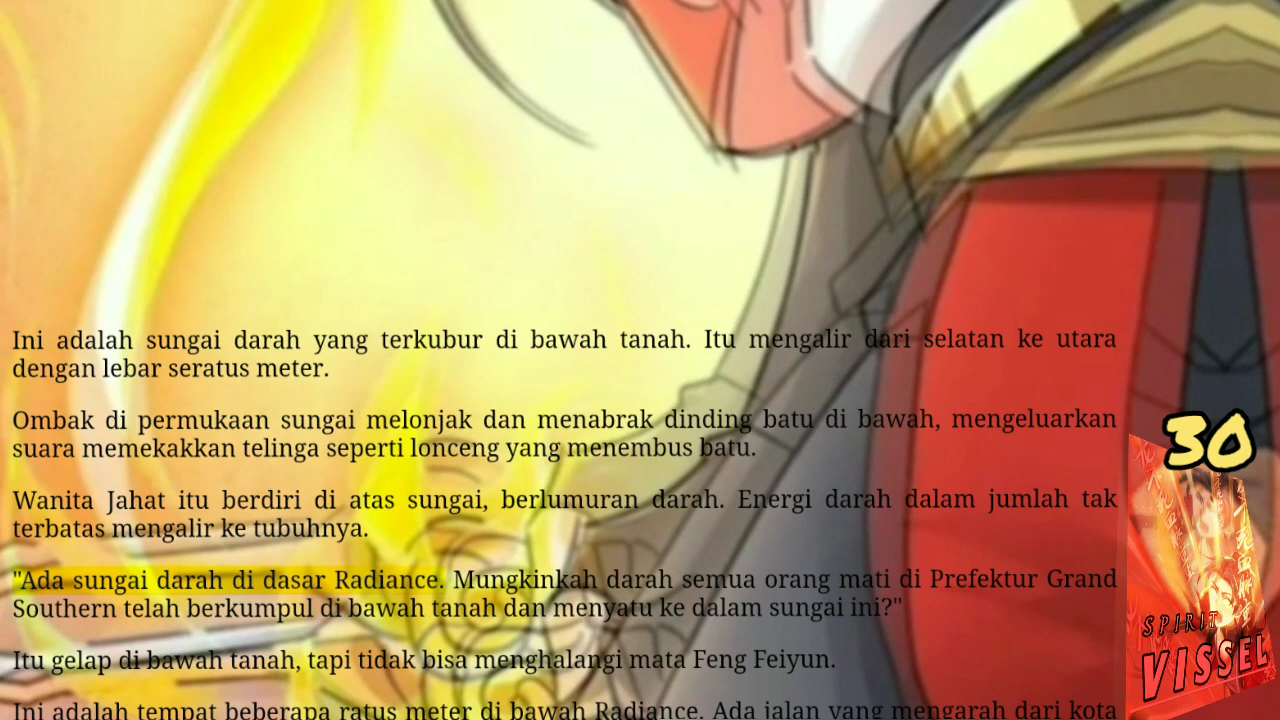 Ini adalah sungai darah yang terkubur di bawah tanah. Itu mengalir dari selatan ke utara
dengan lebar seratus meter.
Ombak di permukaan sungai melonjak dan menabrak dinding batu di bawah, mengeluarkan
suara memekakkan telinga seperti lonceng yang menembus batu.
Wanita Jahat itu berdiri di atas sungai, berlumuran darah. Energi darah dalam jumlah tak
terbatas mengalir ke tubuhnya.
"Ada sungai darah di dasar Radiance. Mungkinkah darah semua orang mati di Prefektur Grand
Southern telah berkumpul di bawah tanah dan menyatu ke dalam sungai ini?"
Itu gelap di bawah tanah, tapi tidak bisa menghalangi mata Feng Feiyun.
Ini adalah tempat beberapa ratus meter di bawah Radiance. Ada jalan yang mengarah dari kota
30
SPIRIT
VISSEL